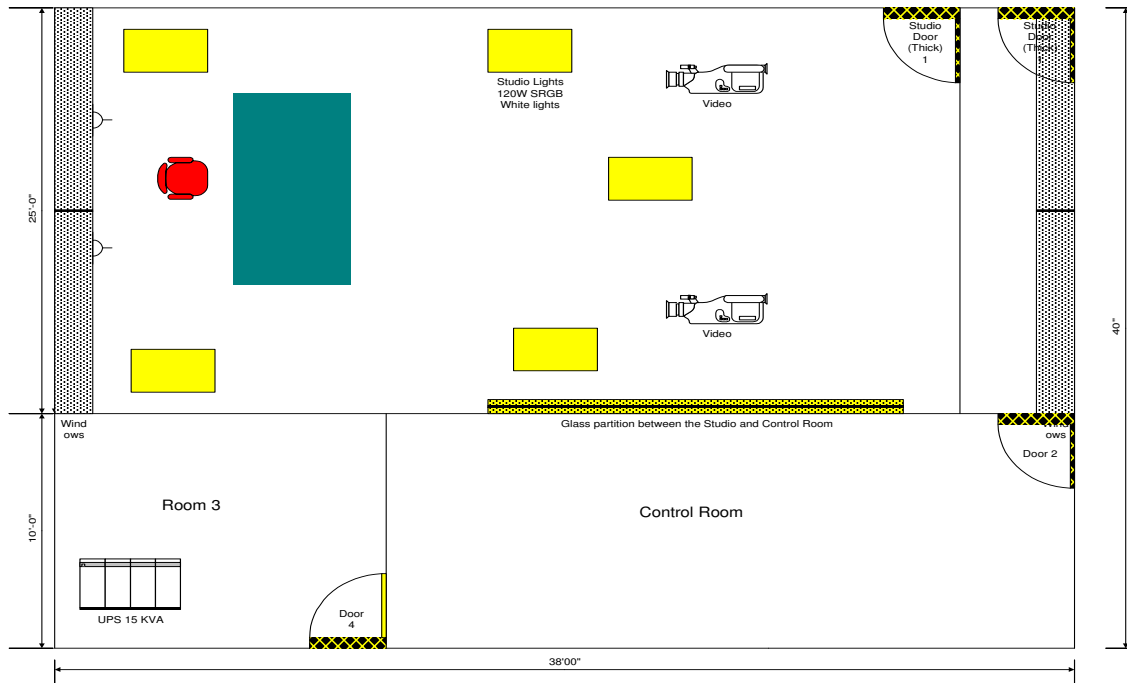 Studio
Door
(Thick)
1
Studio
Door
(Thick)
1
Studio Lights
120W SRGB
White lights
Video
25'-0"
40"
Video
Wind
ows
Glass partition between the Studio and Control Room
ows
Door 2
Room 3
Control Room
10'-0"
UPS 15 KVA
Door
4
38'00"